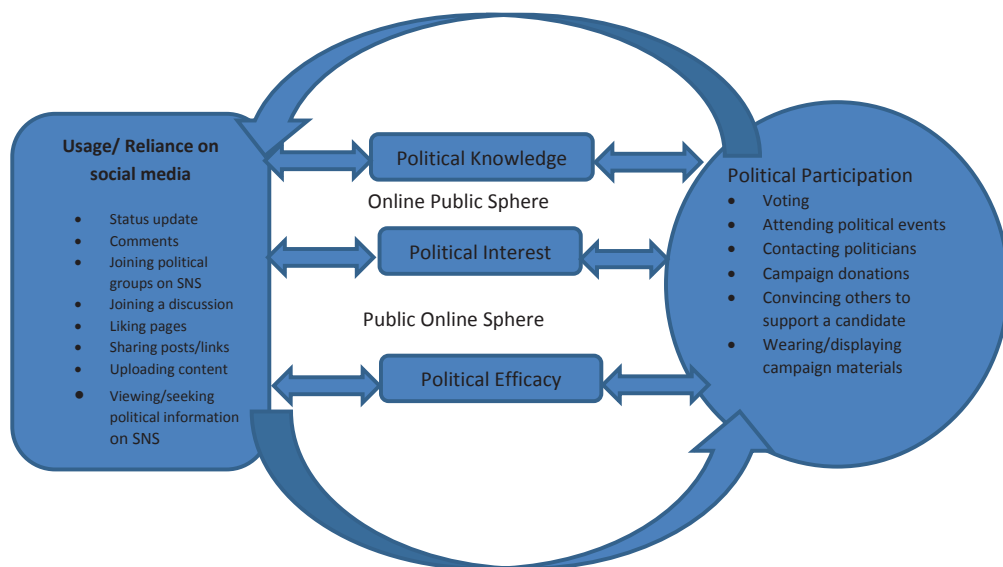 Usage/ Reliance on
social media
• Status update
• Comments
• Joining political
groups on SNS
• Joining a discussion
• Liking pages
• Sharing posts/links
• Uploading content
• Viewing/seeking
political information
on SNS
Political Knowledge
Online Public Sphere
Political Interest
Public Online Sphere
Political Efficacy
Political Participation
• Voting
• Attending political events
• Contacting politicians
• Campaign donations
• Convincing others to
support a candidate
• Wearing/displaying
campaign materials